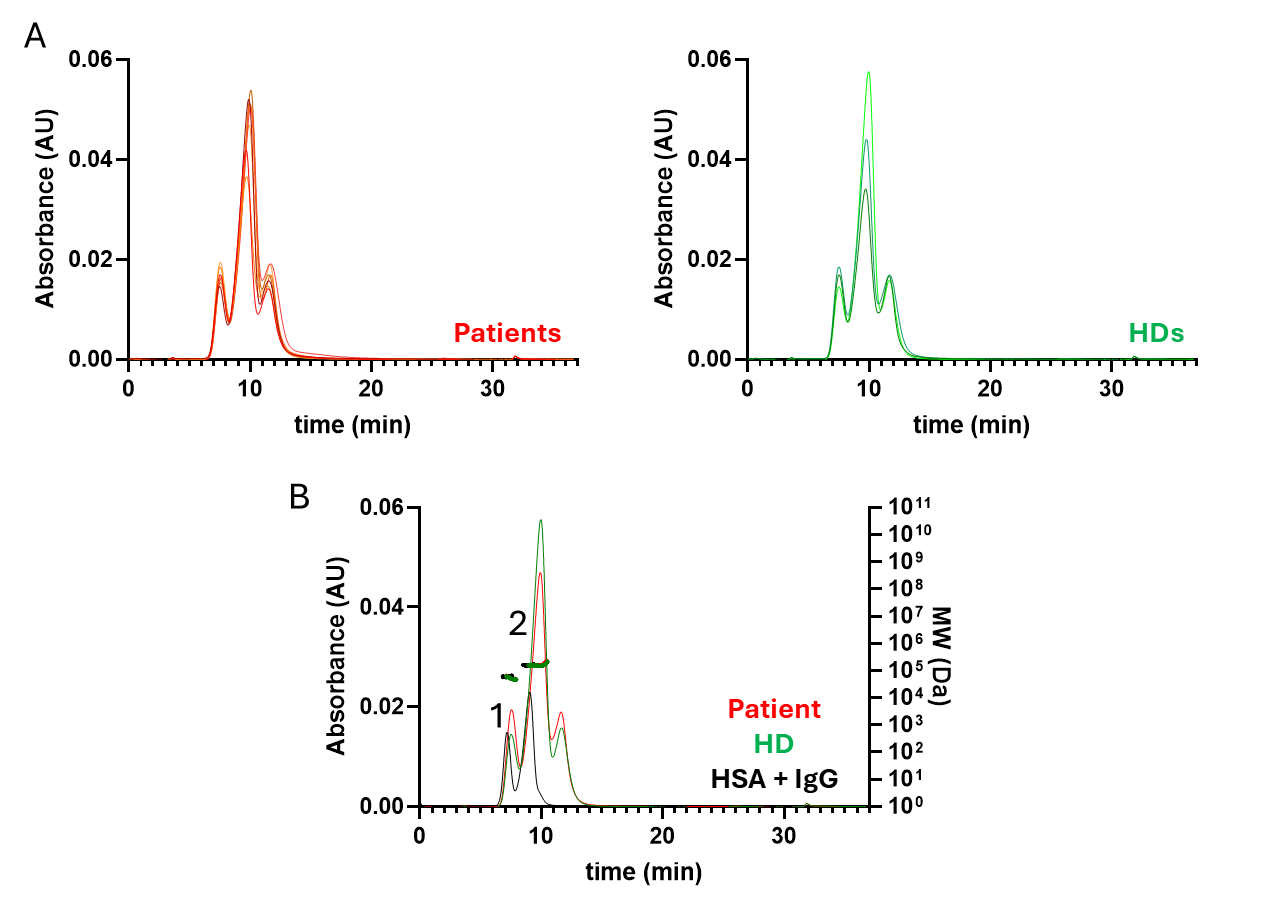 A
Absorbance (AU)
0.06
0.04
0.02
0.00
0 10 20 30
time (min)
Patients
Absorbance (AU)
0.06
0.04
0.02
0.00
0 10 20 30
time (min)
HDs
B
Absorbance (AU)
0.06
0.04
0.02
0.00
0 10 20 30
time (min)
1
2
Patient
HD
HSA + IgG
10¹¹
10¹⁰
10⁹
10⁸
10⁷
10⁶
10⁵
10⁴
10³
10²
10¹
10⁰
MW (Da)